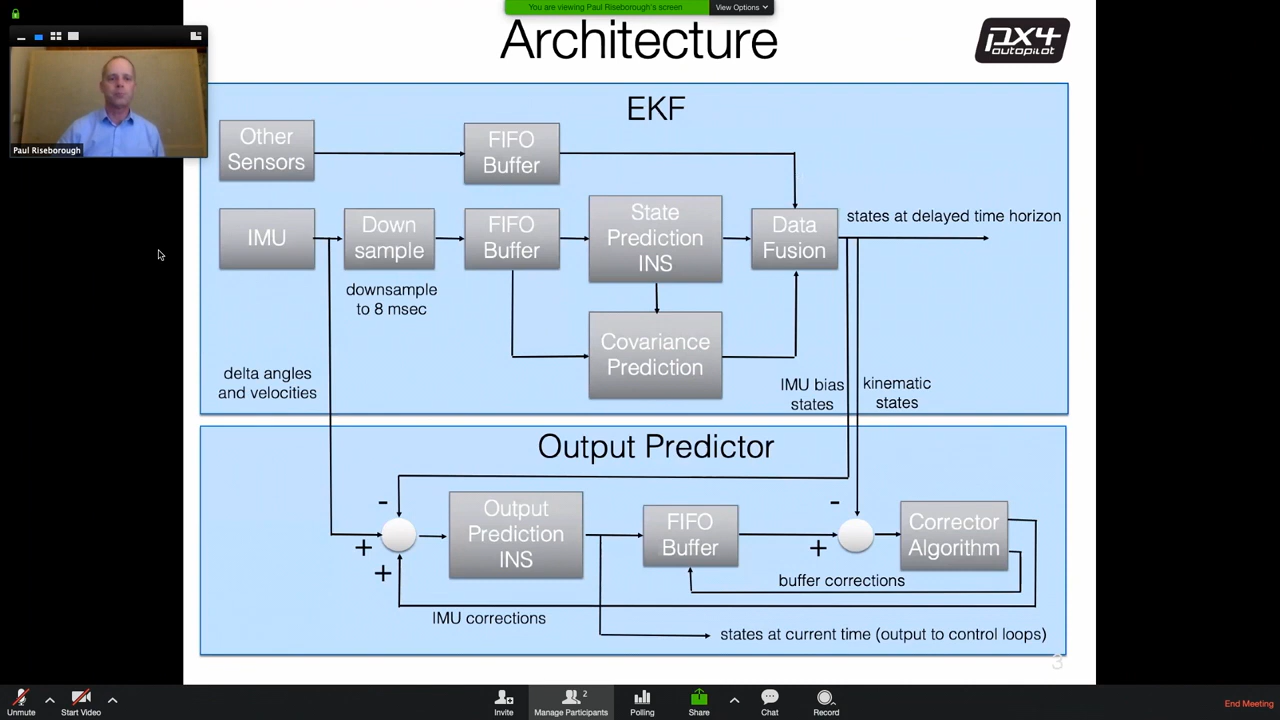 You are viewing Paul Riseborough's screen
View Options
Paul Riseborough
Architecture
px4
autopilot
EKF
Other
Sensors
FIFO
Buffer
IMU
Down
sample
FIFO
Buffer
State
Prediction
INS
Data
Fusion
states at delayed time horizon
downsample
to 8 msec
Covariance
Prediction
delta angles
and velocities
IMU bias
states
kinematic
states
Output Predictor
-
+
+
Output
Prediction
INS
FIFO
Buffer
-
+
Corrector
Algorithm
buffer corrections
IMU corrections
states at current time (output to control loops)
3
Unmute
Start Video
Invite
2
Manage Participants
Polling
Share
Chat
Record
End Meeting